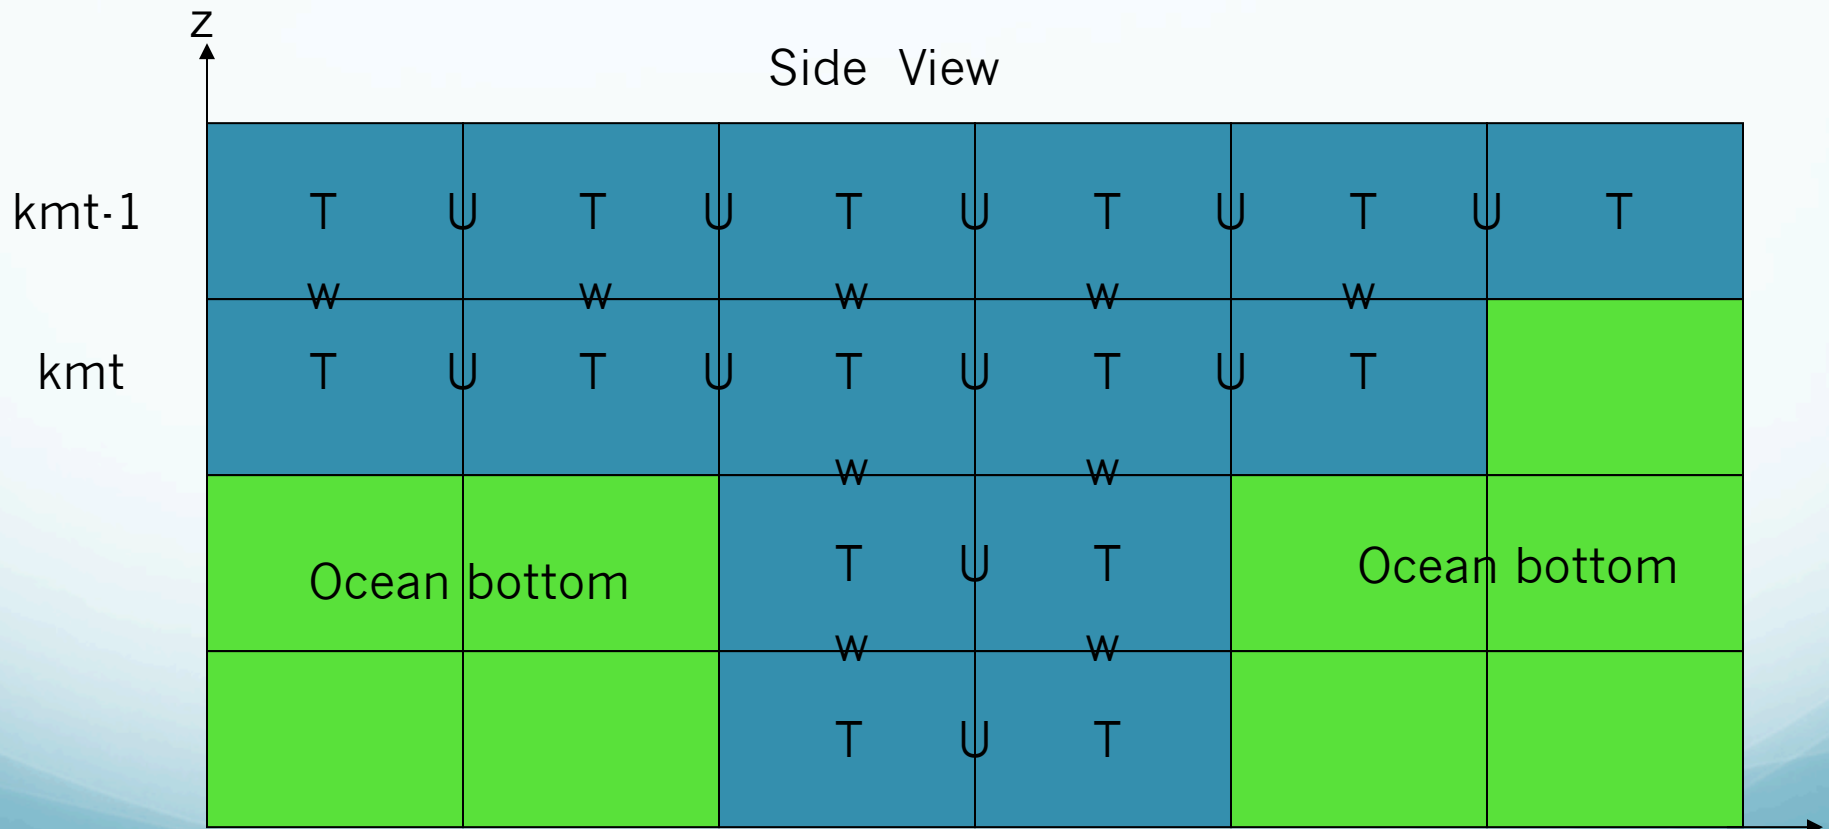 z
Side View
kmt-1 T U T U T U T U T U T
w w w w w
kmt T U T U T U T U T
w w
T U T
Ocean bottom Ocean bottom
w w
T U T